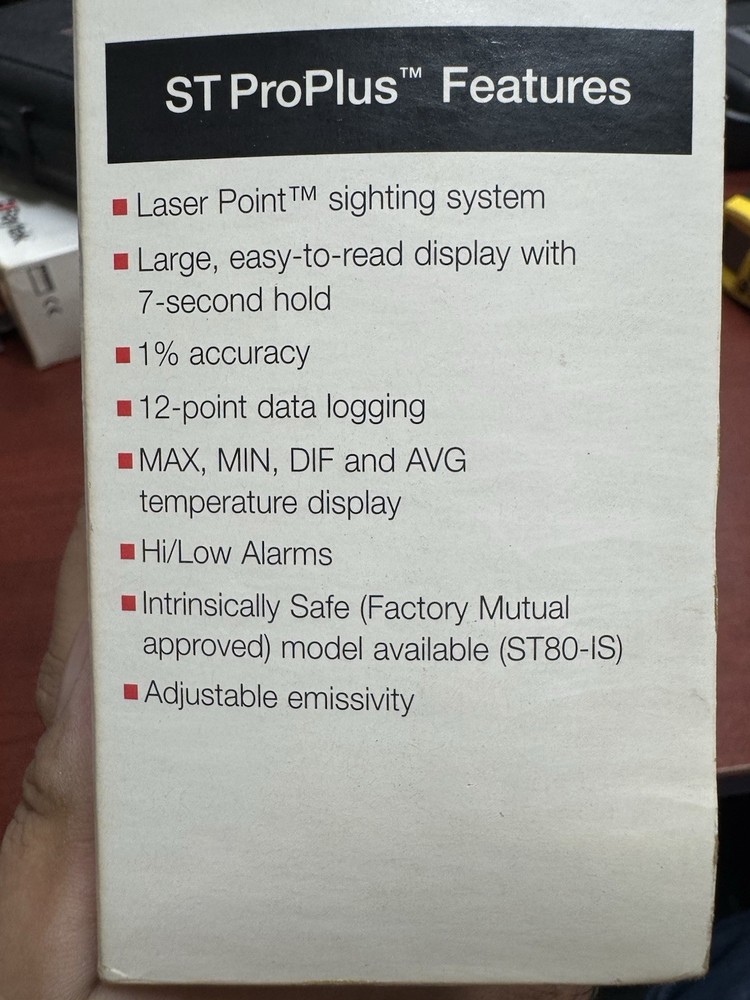 ST ProPlus™ Features
■ Laser Point™ sighting system
■ Large, easy-to-read display with
7-second hold
■ 1% accuracy
■ 12-point data logging
■ MAX, MIN, DIF and AVG
temperature display
■ Hi/Low Alarms
■ Intrinsically Safe (Factory Mutual
approved) model available (ST80-IS)
■ Adjustable emissivity
Raytek
CE